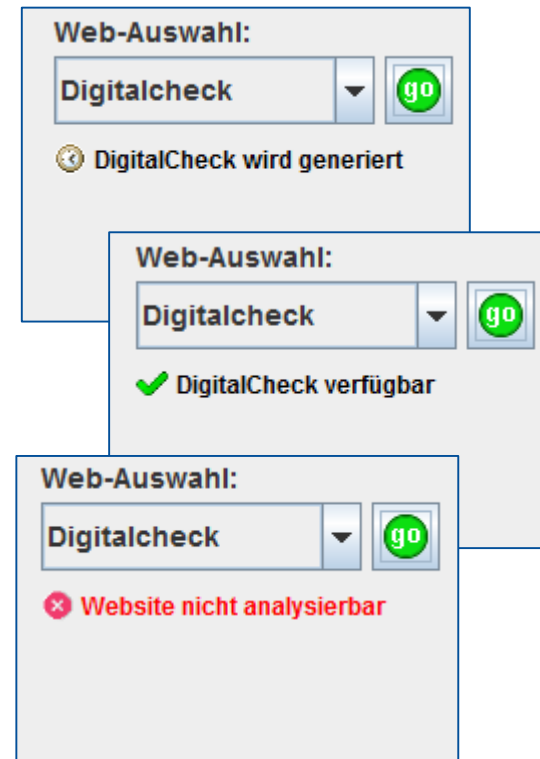 Web-Auswahl:
Digitalcheck go
DigitalCheck wird generiert
Web-Auswahl:
Digitalcheck go
DigitalCheck verfügbar
Web-Auswahl:
Digitalcheck go
Website nicht analysierbar